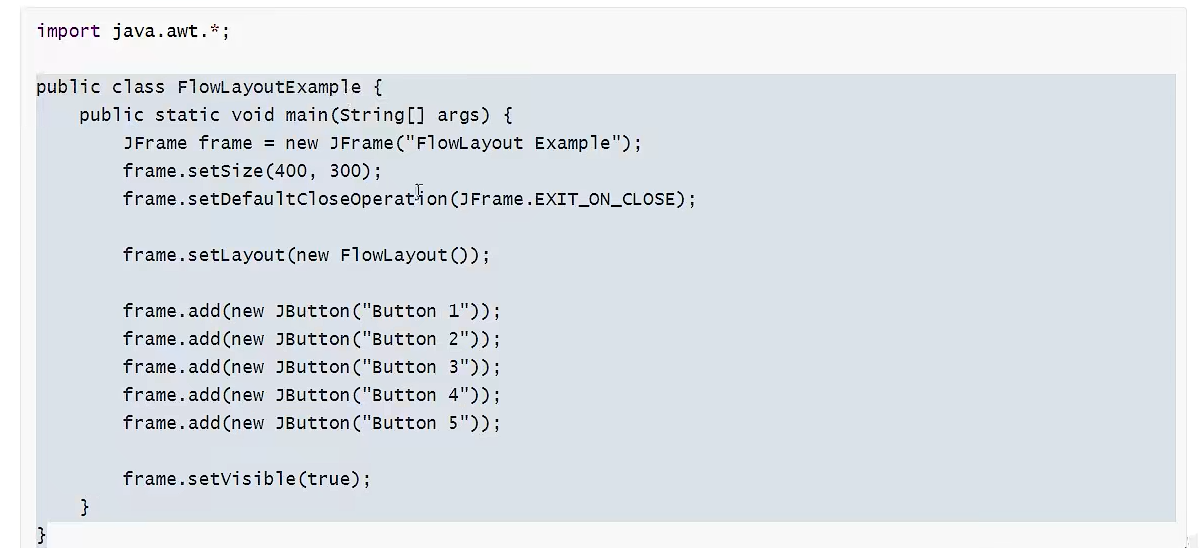 import java.awt.*;
public class FlowLayoutExample {
public static void main(String[] args) {
JFrame frame = new JFrame("FlowLayout Example");
frame.setSize(400, 300);
frame.setDefaultCloseOperation(JFrame.EXIT_ON_CLOSE);
frame.setLayout(new FlowLayout());
frame.add(new JButton("Button 1"));
frame.add(new JButton("Button 2"));
frame.add(new JButton("Button 3"));
frame.add(new JButton("Button 4"));
frame.add(new JButton("Button 5"));
frame.setVisible(true);
}
}